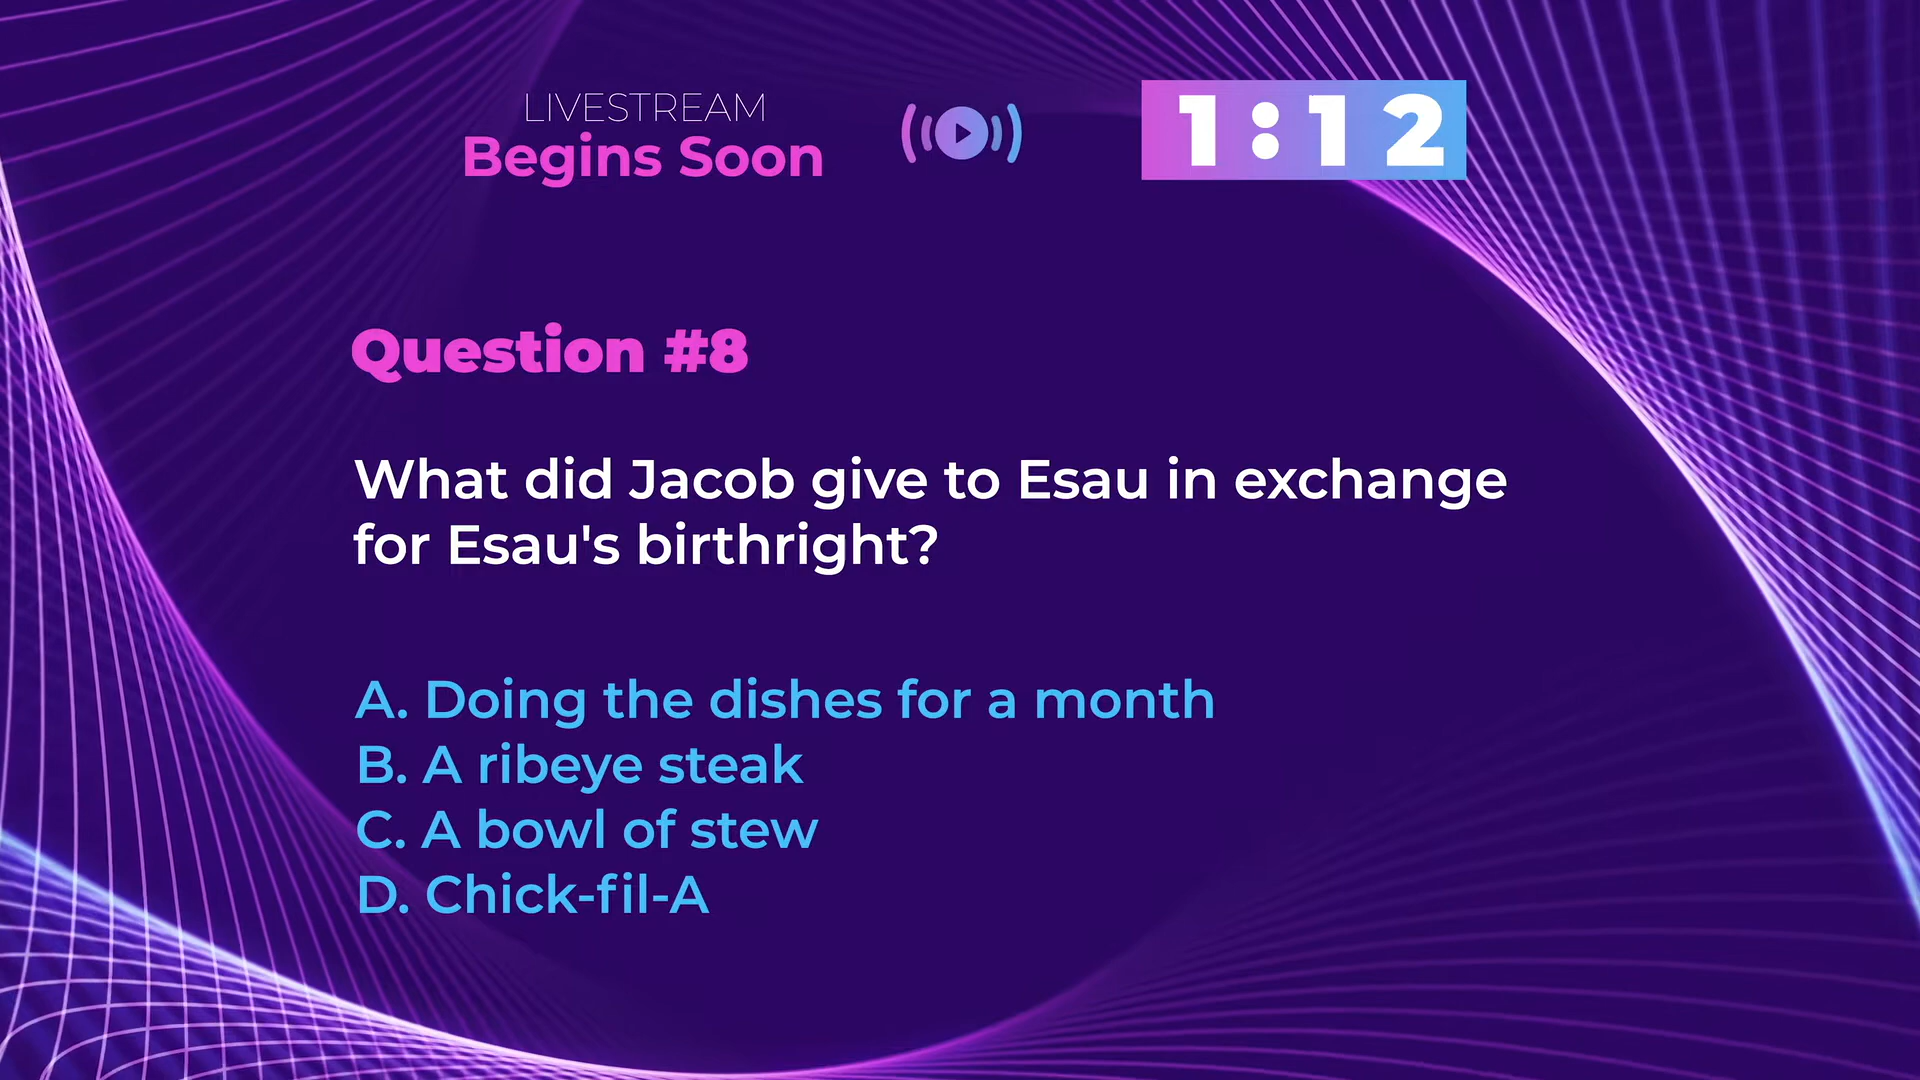 LIVESTREAM
Begins Soon
1:12
Question #8
What did Jacob give to Esau in exchange
for Esau's birthright?
A. Doing the dishes for a month
B. A ribeye steak
C. A bowl of stew
D. Chick-fil-A